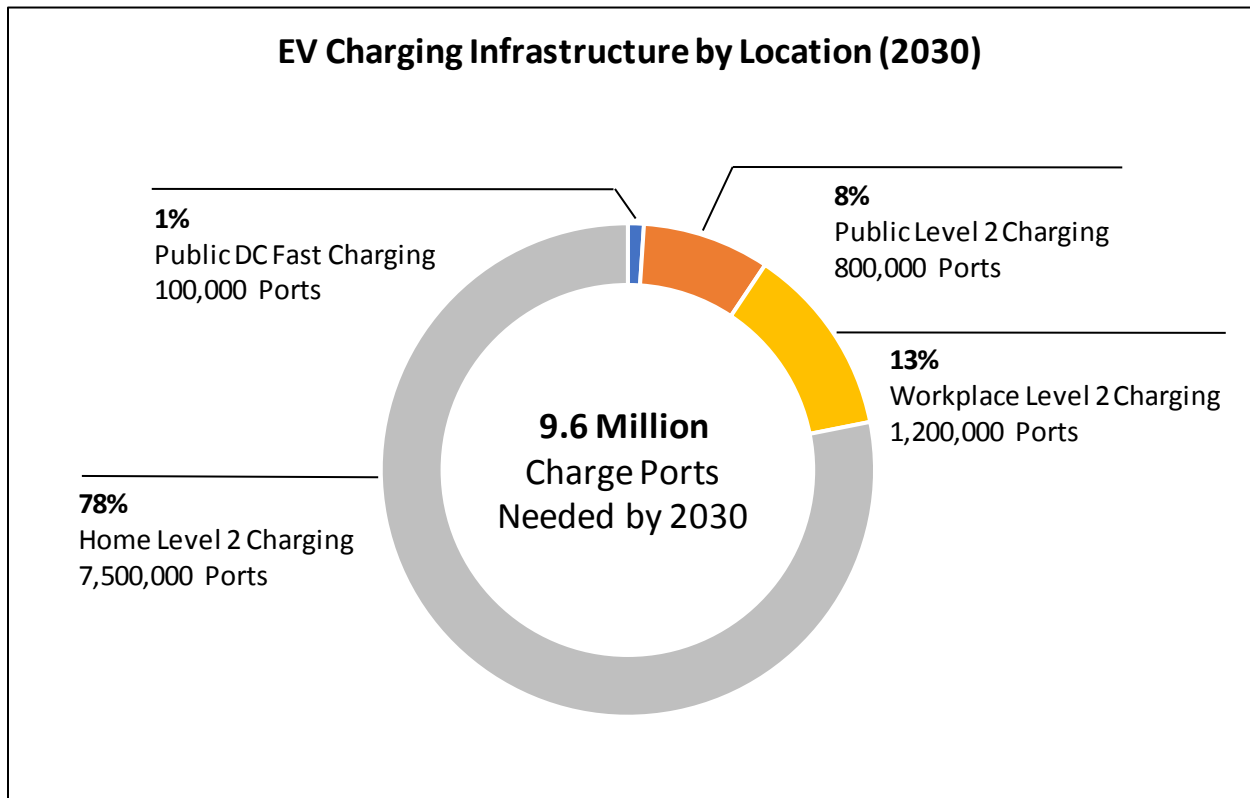 EV Charging Infrastructure by Location (2030)
1%
Public DC Fast Charging
100,000 Ports
8%
Public Level 2 Charging
800,000 Ports
13%
Workplace Level 2 Charging
1,200,000 Ports
9.6 Million
Charge Ports
Needed by 2030
78%
Home Level 2 Charging
7,500,000 Ports